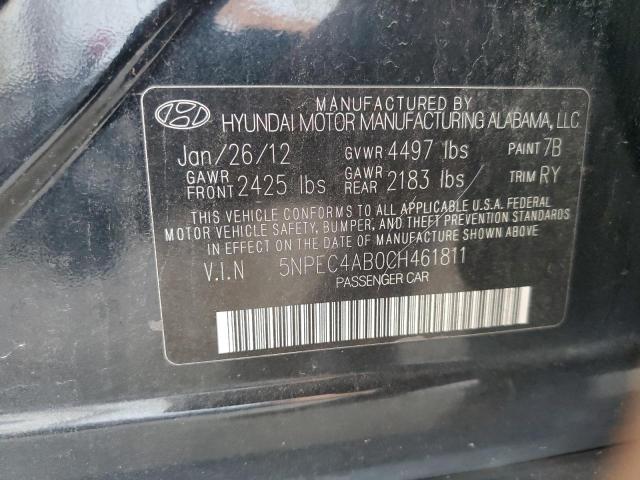 MANUFACTURED BY
HYUNDAI MOTOR MANUFACTURING ALABAMA, LLC
Jan/26/12 GVWR 4497 lbs PAINT 7B
GAWR FRONT 2425 lbs GAWR REAR 2183 lbs TRIM RY
THIS VEHICLE CONFORMS TO ALL APPLICABLE U.S.A. FEDERAL
MOTOR VEHICLE SAFETY, BUMPER, AND THEFT PREVENTION STANDARDS
IN EFFECT ON THE DATE OF MANUFACTURE SHOWN ABOVE
V.I.N 5NPEC4AB0CH461811
PASSENGER CAR